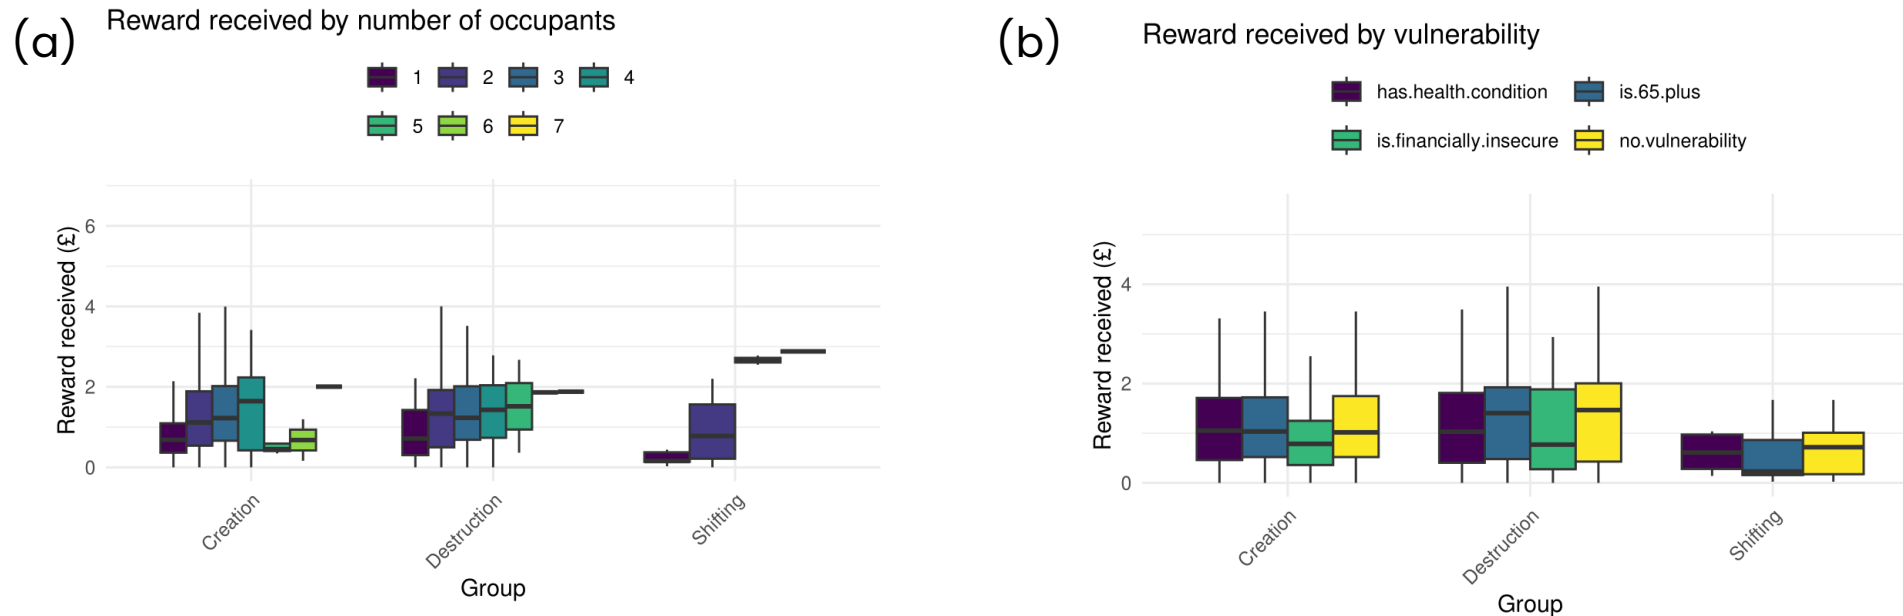 (a)
Reward received by number of occupants
1 2 3 4
5 6 7
Reward received (£)
6
4
2
0
Creation
Destruction
Shifting
Group
(b)
Reward received by vulnerability
has.health.condition is.65.plus
is.financially.insecure no.vulnerability
Reward received (£)
4
2
0
Creation
Destruction
Shifting
Group